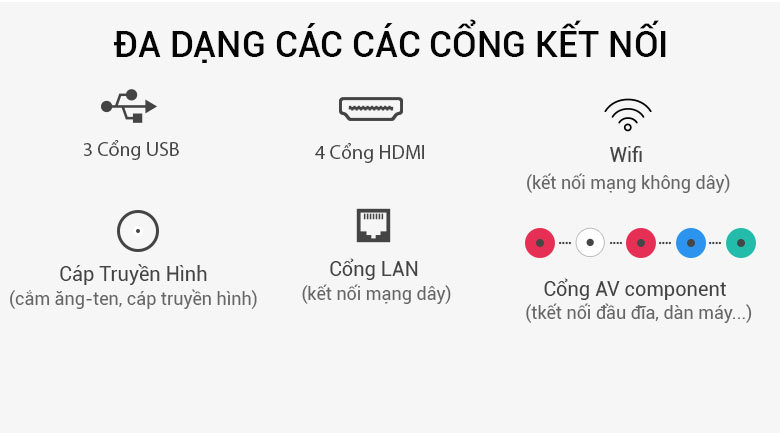 ĐA DẠNG CÁC CÁC CỔNG KẾT NỐI
3 Cổng USB
4 Cổng HDMI
Wifi
(kết nối mạng không dây)
Cáp Truyền Hình
(cắm ăng-ten, cáp truyền hình)
Cổng LAN
(kết nối mạng dây)
Cổng AV component
(tkết nối đầu đĩa, dàn máy...)